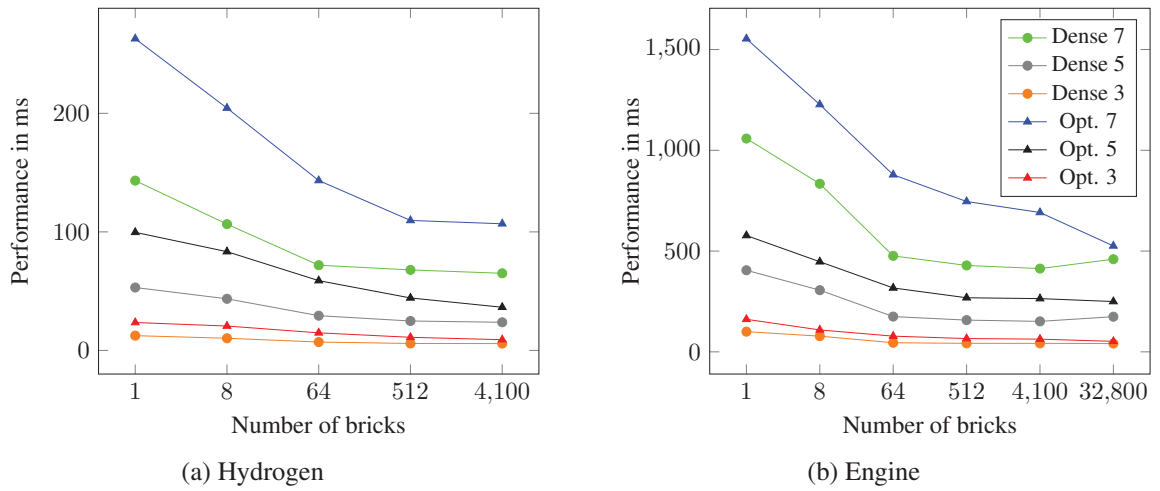 200
100
0
Performance in ms
1 8 64 512 4,100
Number of bricks
(a) Hydrogen
1,500
1,000
500
0
Performance in ms
1 8 64 512 4,100 32,800
Number of bricks
Dense 7
Dense 5
Dense 3
Opt. 7
Opt. 5
Opt. 3
(b) Engine